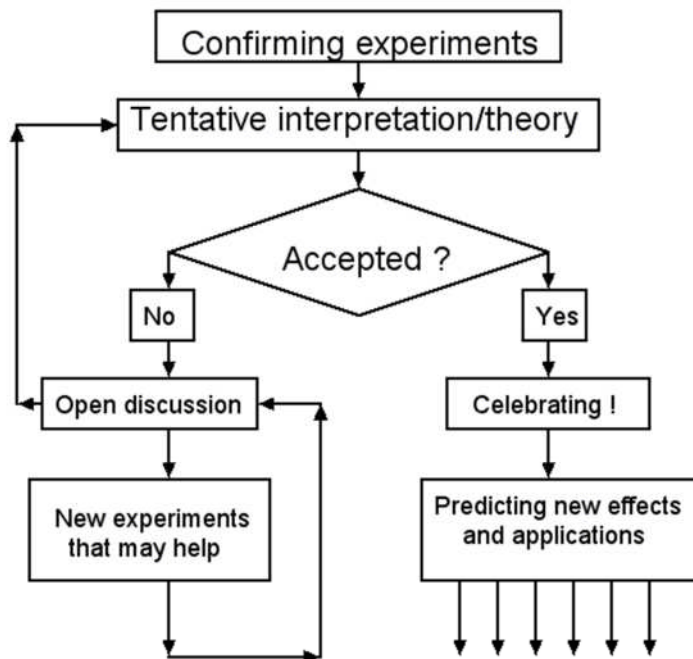 Confirming experiments
Tentative interpretation/theory
Accepted ?
No
Yes
Open discussion
Celebrating !
New experiments
that may help
Predicting new effects
and applications